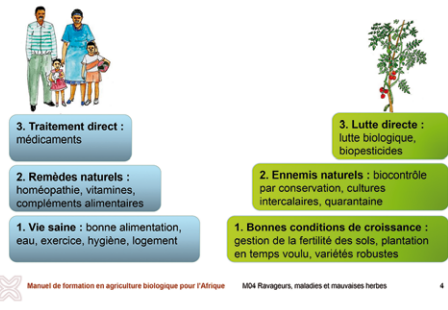 3. Traitement direct :
médicaments
2. Remèdes naturels :
homéopathie, vitamines,
compléments alimentaires
1. Vie saine : bonne alimentation,
eau, exercice, hygiène, logement
3. Lutte directe :
lutte biologique,
biopesticides
2. Ennemis naturels : biocontrôle
par conservation, cultures
intercalaires, quarantaine
1. Bonnes conditions de croissance :
gestion de la fertilité des sols, plantation
en temps voulu, variétés robustes
Manuel de formation en agriculture biologique pour l'Afrique M04 Ravageurs, maladies et mauvaises herbes 4